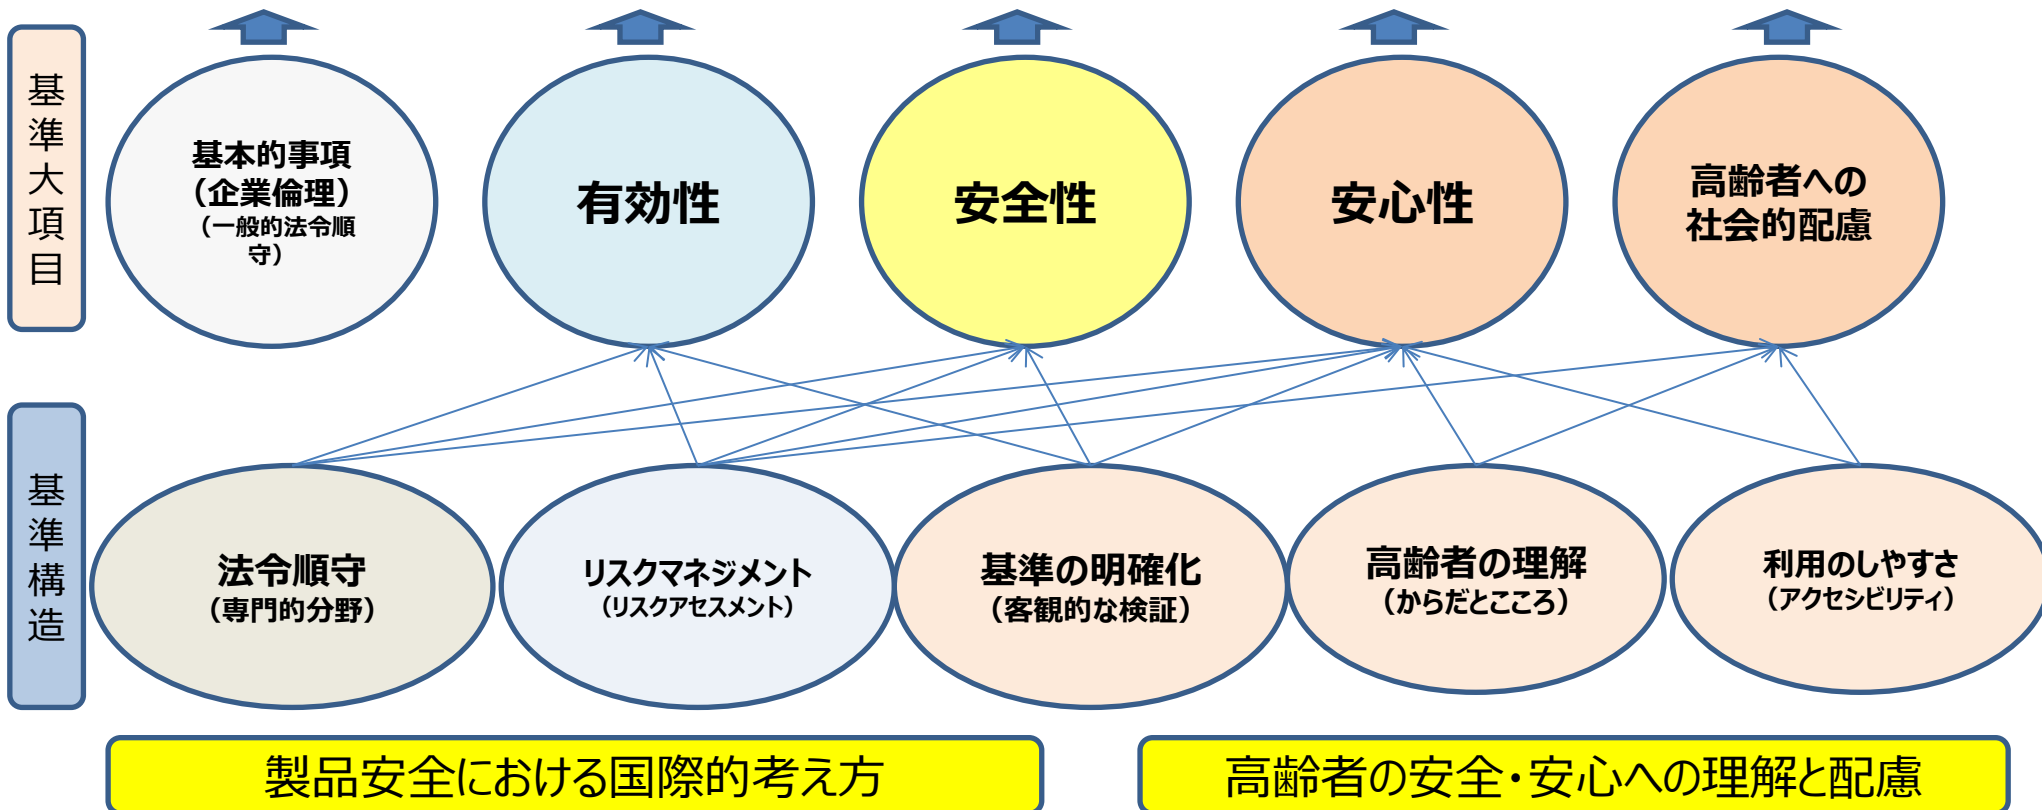 基準大項目
基本的事項
（企業倫理）
（一般的法令順
守）
有効性
安全性
安心性
高齢者への
社会的配慮
基準構造
法令順守
（専門的分野）
リスクマネジメント
（リスクアセスメント）
基準の明確化
（客観的な検証）
高齢者の理解
（からだとこころ）
利用のしやすさ
（アクセシビリティ）
製品安全における国際的考え方
高齢者の安全・安心への理解と配慮